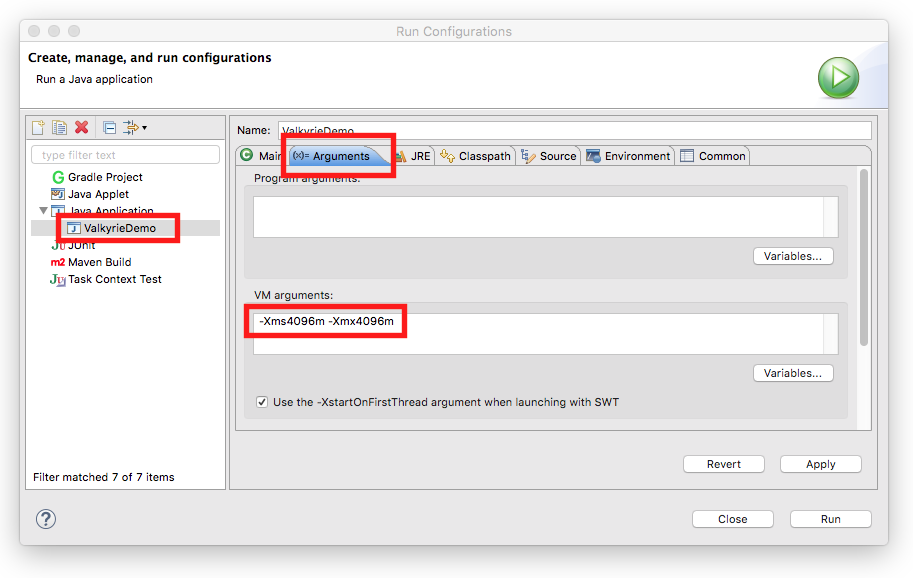 Run Configurations
Create, manage, and run configurations
Run a Java application
Name: ValkyrieDemo
type filter text
Main (x)= Arguments JRE Classpath Source Environment Common
Gradle Project
Java Applet
Java Application
ValkyrieDemo
JUnit
Maven Build
Task Context Test
Program arguments:
Variables...
VM arguments:
-Xms4096m -Xmx4096m
Variables...
Use the -XstartOnFirstThread argument when launching with SWT
Filter matched 7 of 7 items
Revert Apply
Close Run